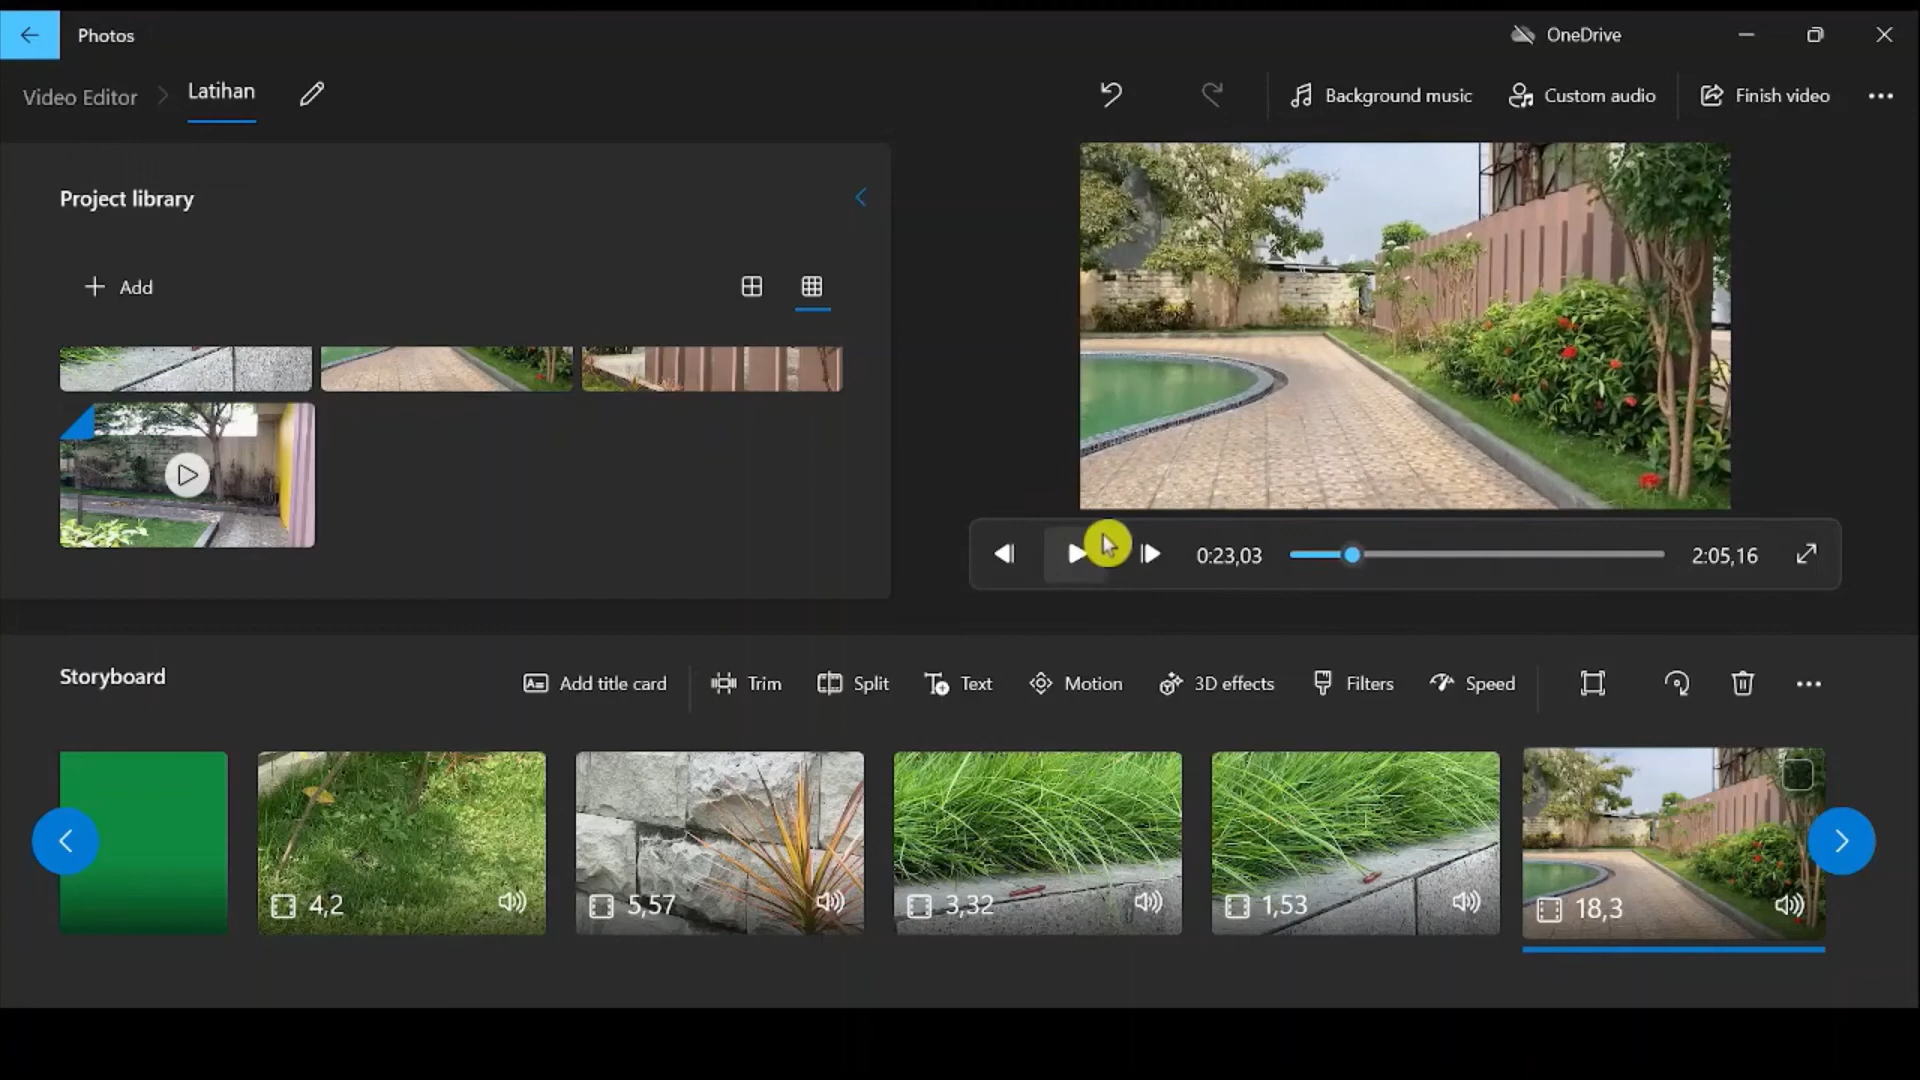 Photos
OneDrive
Video Editor
Latihan
Background music
Custom audio
Finish video
Project library
Add
0:23,03
2:05,16
Storyboard
Add title card
Trim
Split
Text
Motion
3D effects
Filters
Speed
4,2
5,57
3,32
1,53
18,3